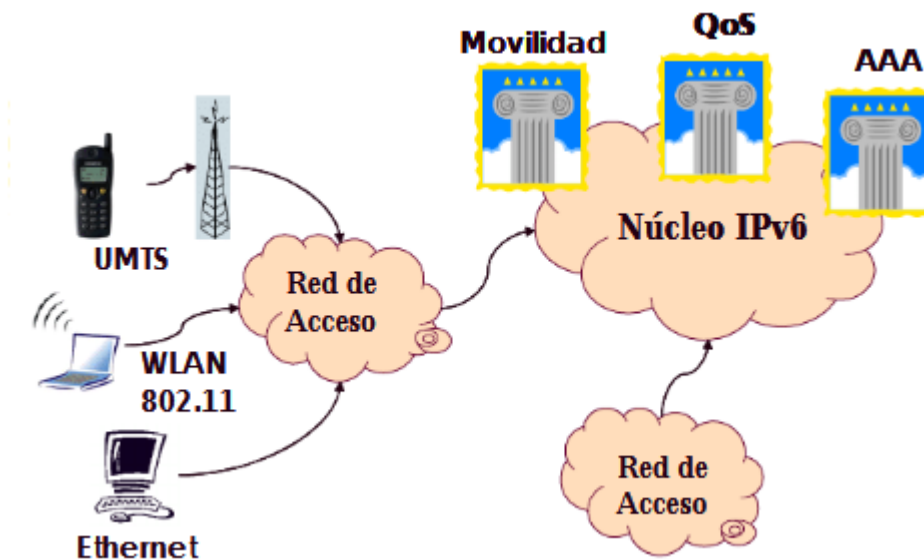 Movilidad
QoS
AAA
UMTS
Núcleo IPv6
Red de
Acceso
WLAN
802.11
Red de
Acceso
Ethernet